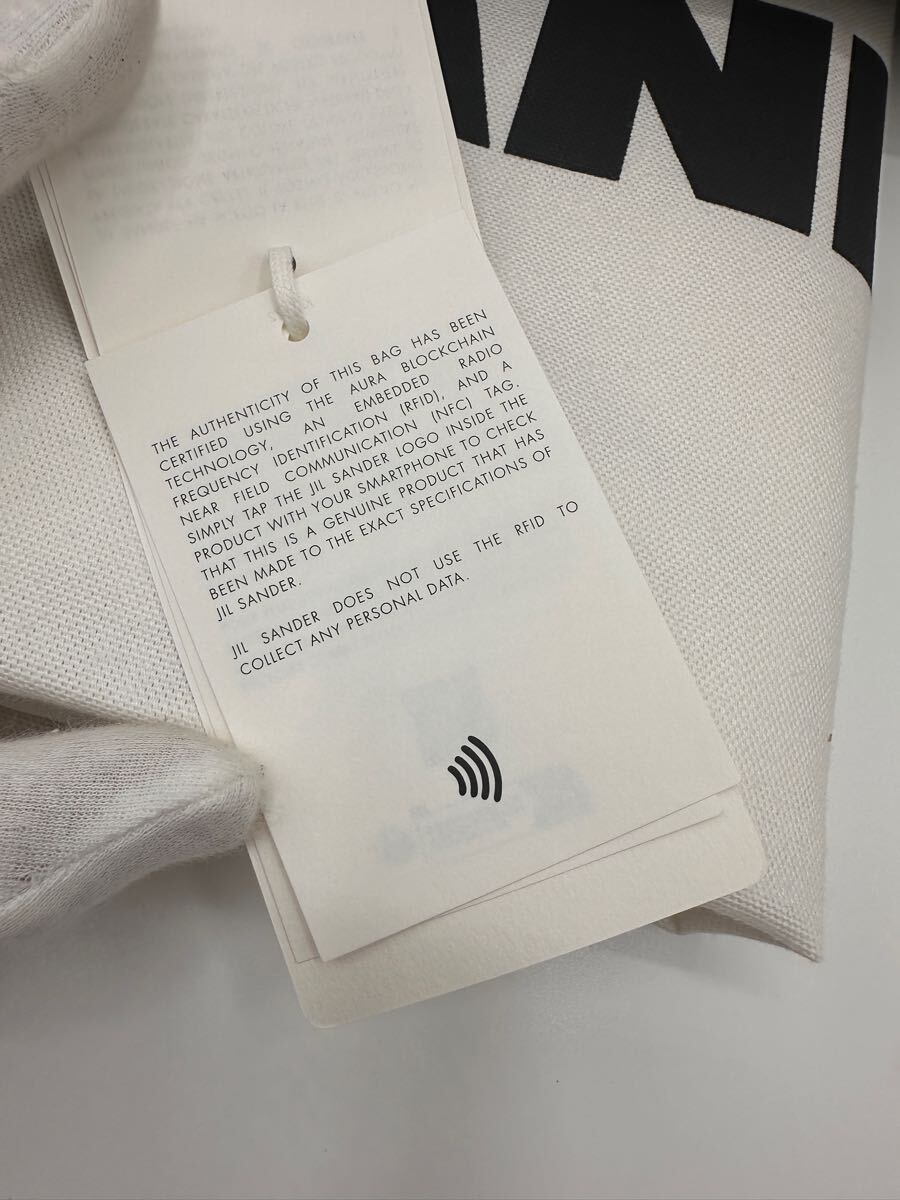 AN
THE AUTHENTICITY OF THIS BAG HAS BEEN
CERTIFIED USING THE AURA BLOCKCHAIN
TECHNOLOGY, AN EMBEDDED RADIO
FREQUENCY IDENTIFICATION (RFID), AND A
NEAR FIELD COMMUNICATION (NFC) TAG.
SIMPLY TAP THE JIL SANDER LOGO INSIDE THE
PRODUCT WITH YOUR SMARTPHONE TO CHECK
THAT THIS IS A GENUINE PRODUCT THAT HAS
BEEN MADE TO THE EXACT SPECIFICATIONS OF
JIL SANDER.
JIL SANDER DOES NOT USE THE RFID TO
COLLECT ANY PERSONAL DATA.